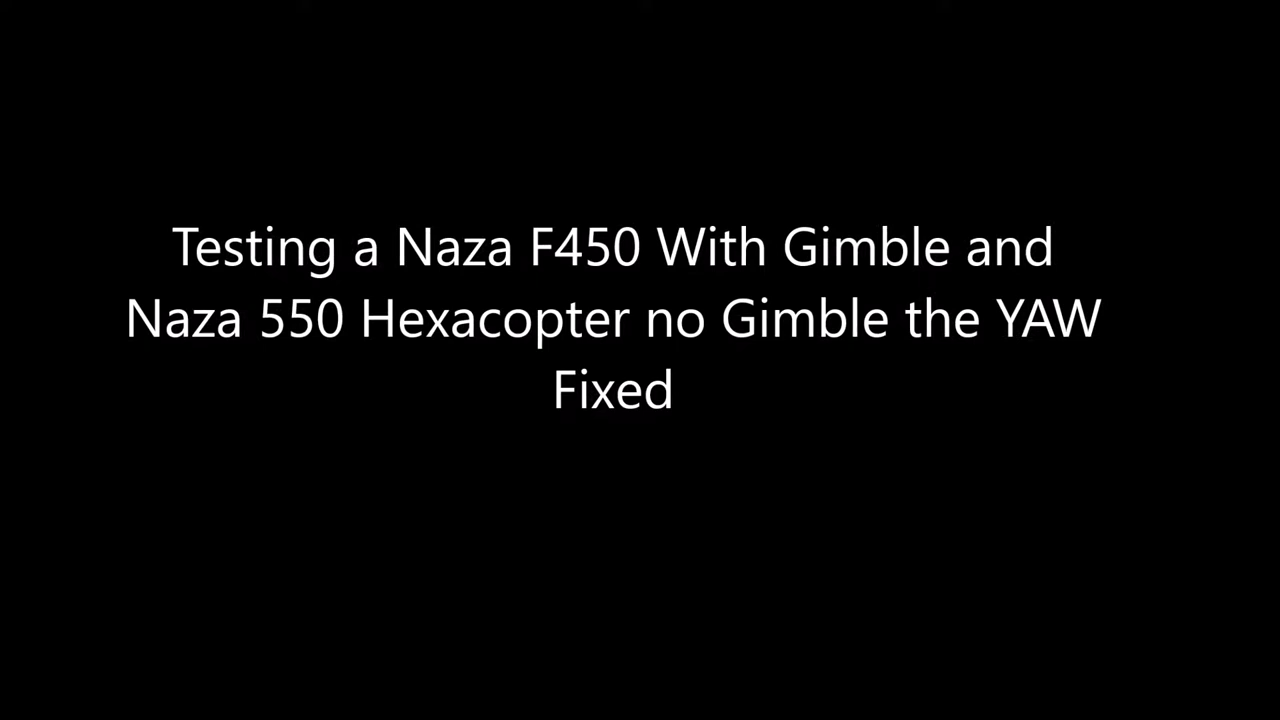 Testing a Naza F450 With Gimble and
Naza 550 Hexacopter no Gimble the YAW
Fixed